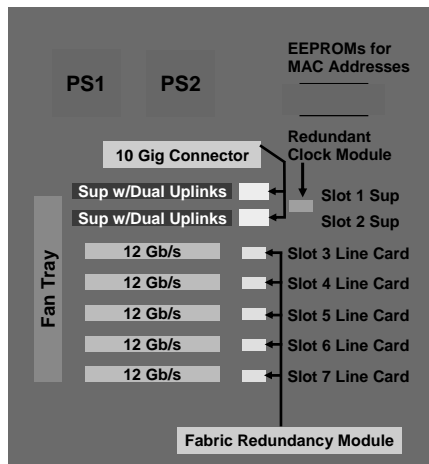 EEPROMs for
MAC Addresses
PS1
PS2
Redundant
Clock Module
10 Gig Connector
Sup w/Dual Uplinks
Slot 1 Sup
Sup w/Dual Uplinks
Slot 2 Sup
Fan Tray
12 Gb/s
Slot 3 Line Card
12 Gb/s
Slot 4 Line Card
12 Gb/s
Slot 5 Line Card
12 Gb/s
Slot 6 Line Card
12 Gb/s
Slot 7 Line Card
Fabric Redundancy Module